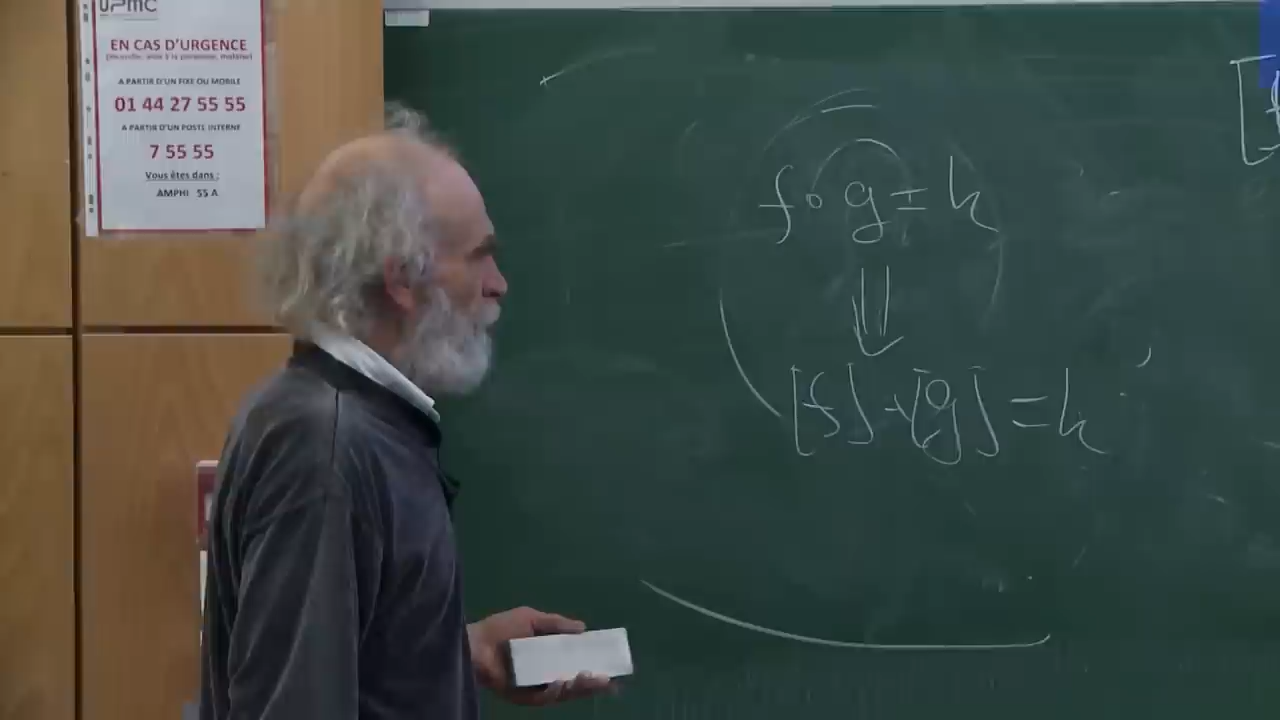 UPMC
EN CAS D'URGENCE
A PARTIR D'UN FIXE OU MOBILE
01 44 27 55 55
A PARTIR D'UN POSTE INTERNE
7 55 55
Vous êtes dans :
AMPHI 55 A
f ∘ g = h
⇓
[f] · [g] = h